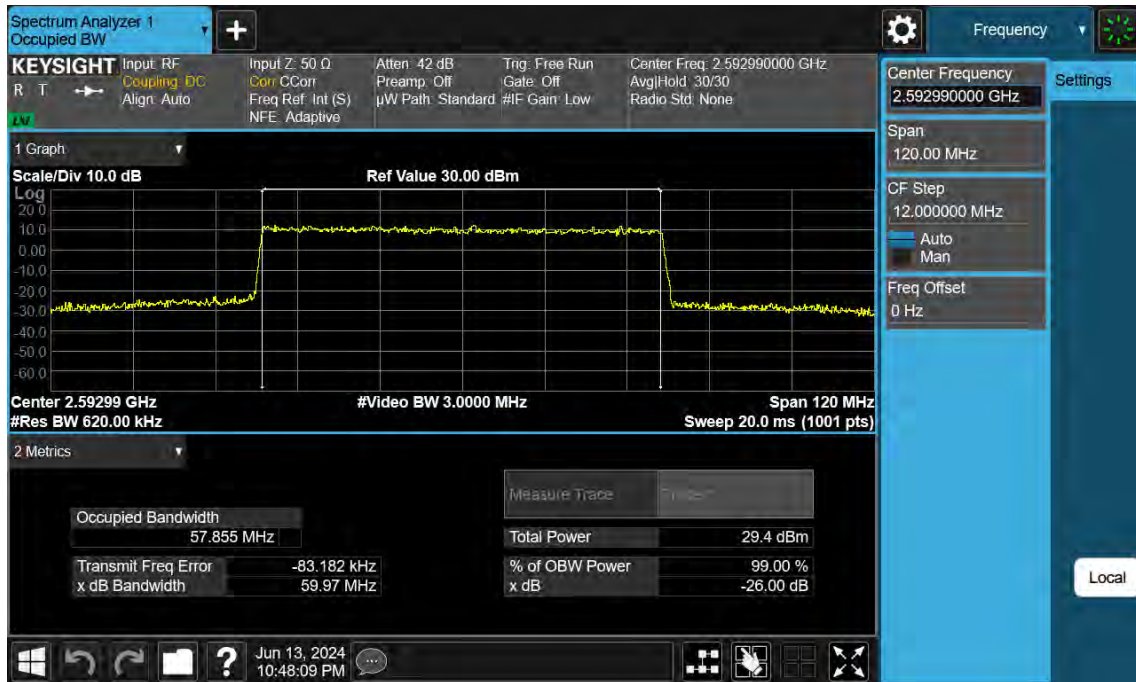 Spectrum Analyzer 1
Occupied BW
Frequency
KEYSIGHT
R T
Input: RF
Coupling: DC
Align: Auto
Input Z: 50 Ω
Corr CCorr
Freq Ref: Int (S)
NFE: Adaptive
Atten: 42 dB
Preamp: Off
µW Path: Standard
Trig: Free Run
Gate: Off
#IF Gain: Low
Center Freq: 2.592990000 GHz
Avg|Hold: 30/30
Radio Std: None
LXI
Center Frequency
2.592990000 GHz
Settings
Span
120.00 MHz
CF Step
12.000000 MHz
Auto
Man
Freq Offset
0 Hz
Local
1 Graph
Scale/Div 10.0 dB
Ref Value 30.00 dBm
Log
20.0
10.0
0.00
-10.0
-20.0
-30.0
-40.0
-50.0
-60.0
Center 2.59299 GHz
#Video BW 3.0000 MHz
Span 120 MHz
#Res BW 620.00 kHz
Sweep 20.0 ms (1001 pts)
2 Metrics
Measure Trace
Occupied Bandwidth
57.855 MHz
Total Power 29.4 dBm
Transmit Freq Error -83.182 kHz
% of OBW Power 99.00 %
x dB Bandwidth 59.97 MHz
x dB -26.00 dB
?
Jun 13, 2024
10:48:09 PM